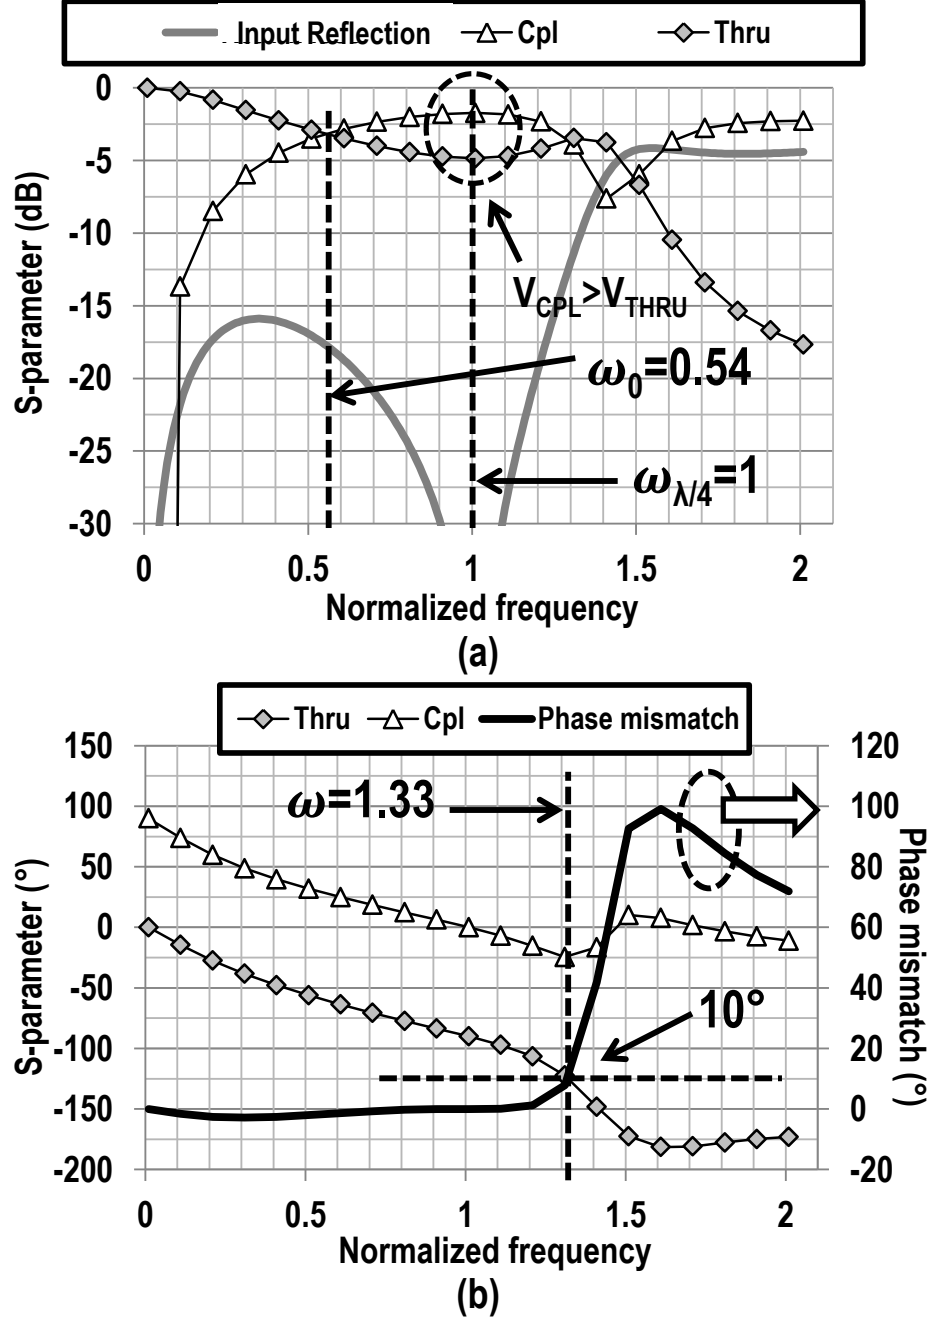 Input Reflection Cpl Thru
0
-5
-10
-15
-20
-25
-30
S-parameter (dB)
V_CPL>V_THRU
ω₀=0.54
ω_λ/4=1
0 0.5 1 1.5 2
Normalized frequency
(a)
Thru Cpl Phase mismatch
150
100
50
0
-50
-100
-150
-200
S-parameter (°)
ω=1.33
10°
120
100
80
60
40
20
0
-20
Phase mismatch (°)
0 0.5 1 1.5 2
Normalized frequency
(b)